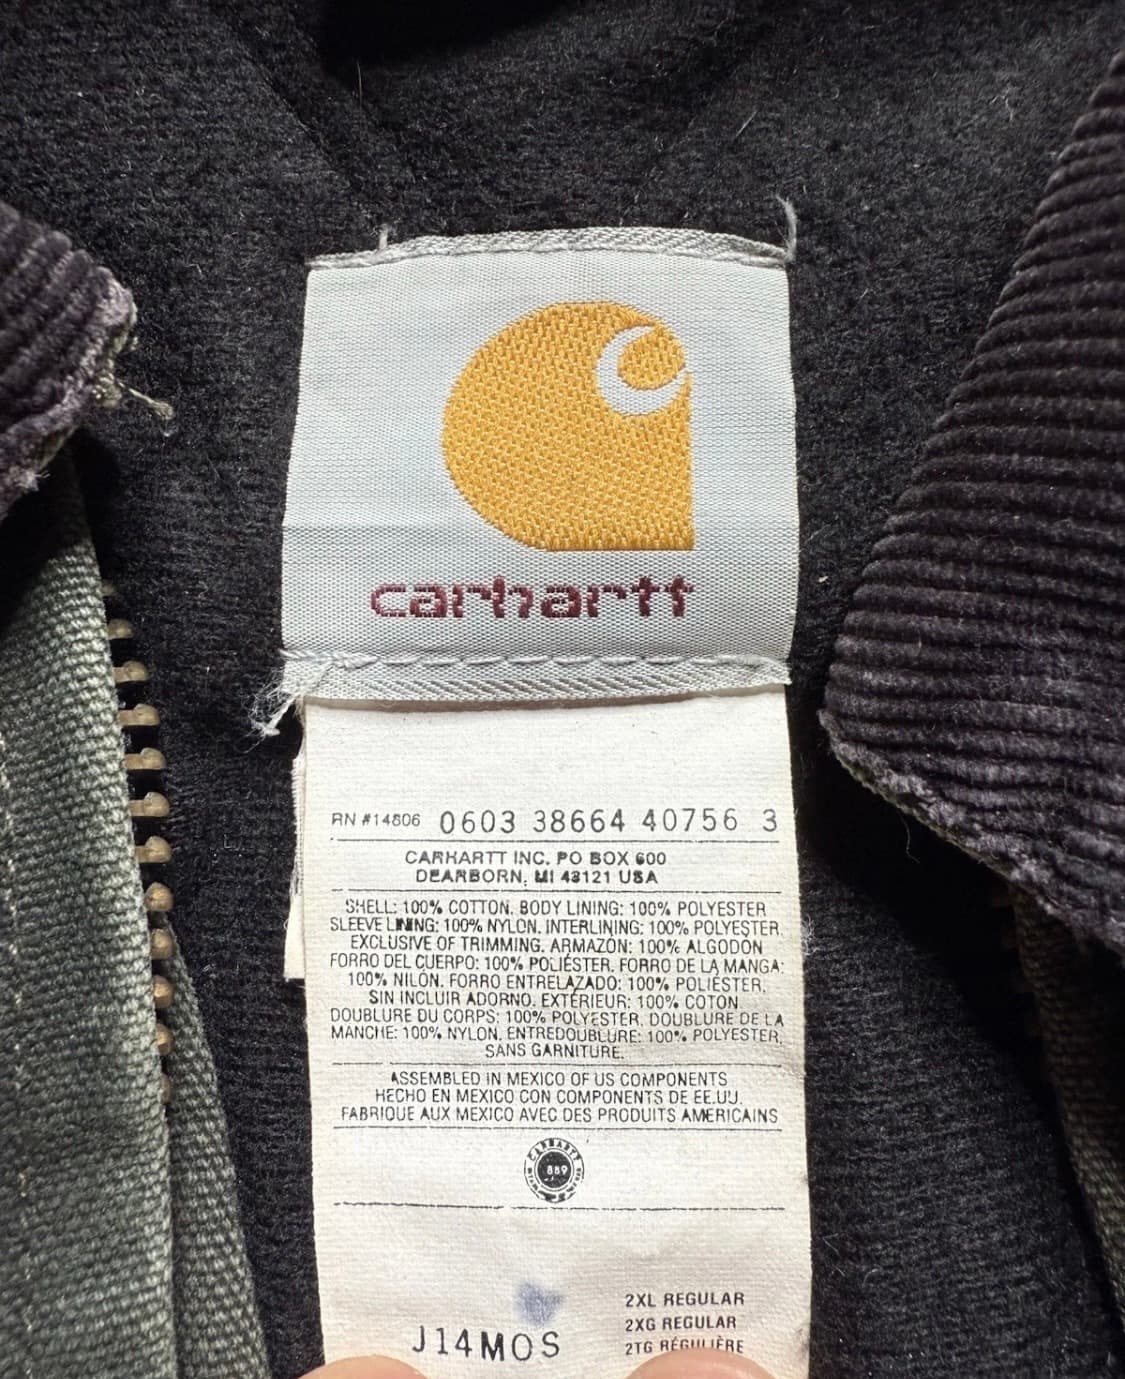 carhartt
RN #14806 0603 38664 40756 3
CARHARTT INC. PO BOX 600
DEARBORN, MI 48121 USA
SHELL: 100% COTTON. BODY LINING: 100% POLYESTER
SLEEVE LINING: 100% NYLON. INTERLINING: 100% POLYESTER.
EXCLUSIVE OF TRIMMING. ARMAZON: 100% ALGODON
FORRO DEL CUERPO: 100% POLIÉSTER. FORRO DE LA MANGA:
100% NILÓN. FORRO ENTRELAZADO: 100% POLIÉSTER.
SIN INCLUIR ADORNO. EXTÉRIEUR: 100% COTON.
DOUBLURE DU CORPS: 100% POLYESTER. DOUBLURE DE LA
MANCHE: 100% NYLON. ENTREDOUBLURE: 100% POLYESTER,
SANS GARNITURE.
ASSEMBLED IN MEXICO OF US COMPONENTS
HECHO EN MEXICO CON COMPONENTS DE EE.UU.
FABRIQUE AUX MEXICO AVEC DES PRODUITS AMERICAINS
CARHARTT
889
2XL REGULAR
2XG REGULAR
J14MOS 2TG RÉGULIÈRE